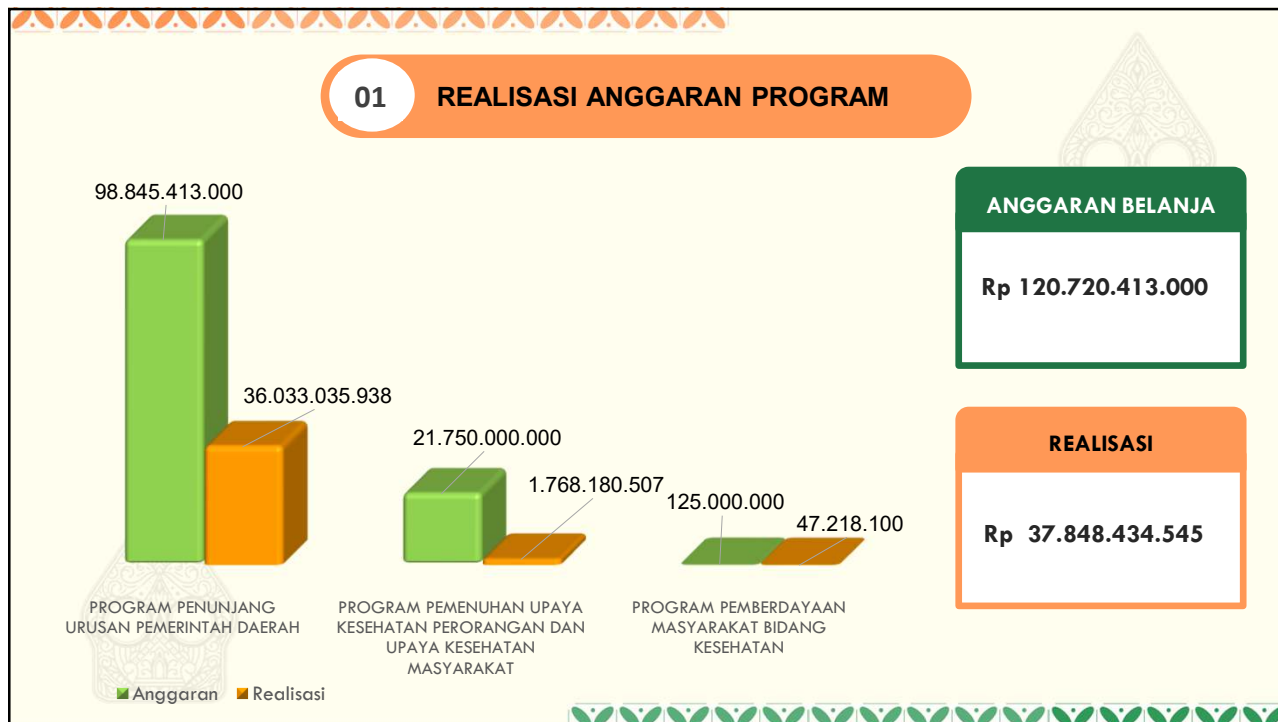 01
REALISASI ANGGARAN PROGRAM
98.845.413.000
36.033.035.938
21.750.000.000
1.768.180.507
125.000.000
47.218.100
PROGRAM PENUNJANG
URUSAN PEMERINTAH DAERAH
PROGRAM PEMENUHAN UPAYA
KESEHATAN PERORANGAN DAN
UPAYA KESEHATAN
MASYARAKAT
PROGRAM PEMBERDAYAAN
MASYARAKAT BIDANG
KESEHATAN
Anggaran
Realisasi
ANGGARAN BELANJA
Rp 120.720.413.000
REALISASI
Rp 37.848.434.545